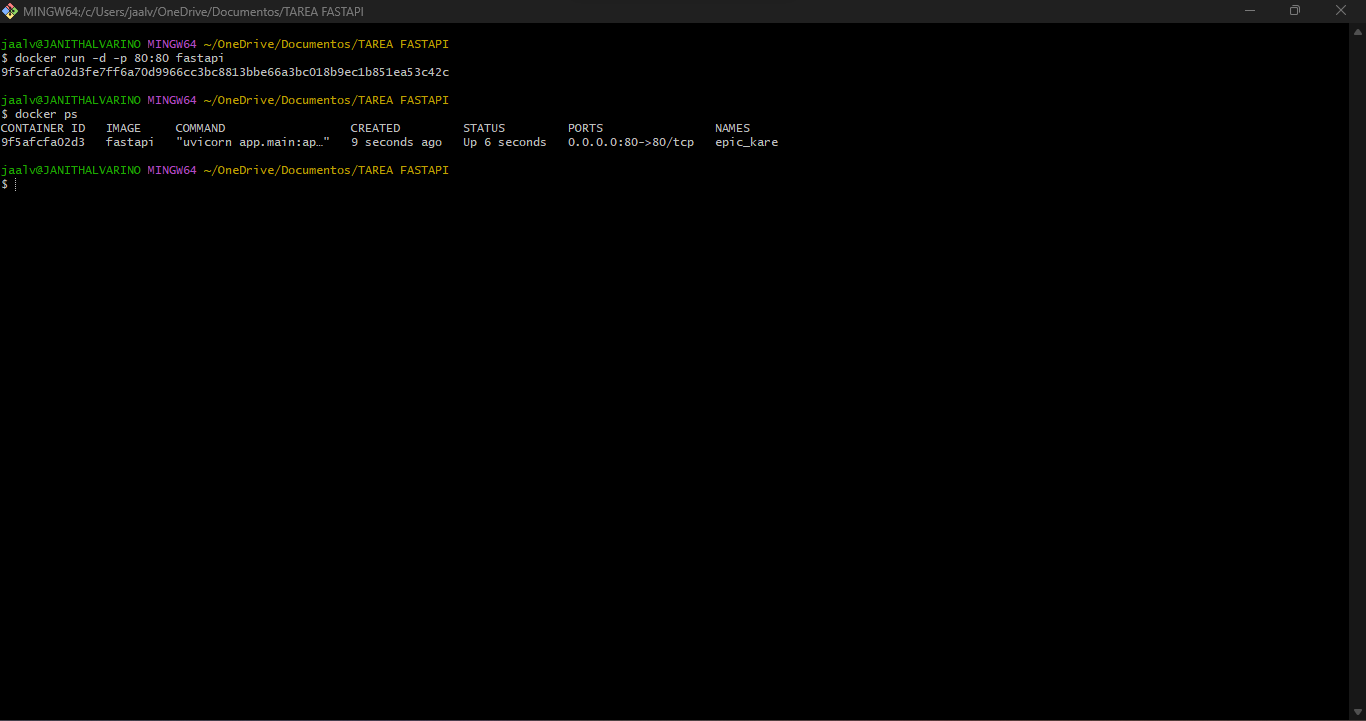 MINGW64:/c/Users/jaalv/OneDrive/Documentos/TAREA FASTAPI
jaalv@JANITHALVARINO MINGW64 ~/OneDrive/Documentos/TAREA FASTAPI
$ docker run -d -p 80:80 fastapi
9f5afcfa02d3fe7ff6a70d9966cc3bc8813bbe66a3bc018b9ec1b851ea53c42c
jaalv@JANITHALVARINO MINGW64 ~/OneDrive/Documentos/TAREA FASTAPI
$ docker ps
CONTAINER ID   IMAGE     COMMAND                  CREATED         STATUS         PORTS                NAMES
9f5afcfa02d3   fastapi   "uvicorn app.main:ap…"   9 seconds ago   Up 6 seconds   0.0.0.0:80->80/tcp   epic_kare
jaalv@JANITHALVARINO MINGW64 ~/OneDrive/Documentos/TAREA FASTAPI
$